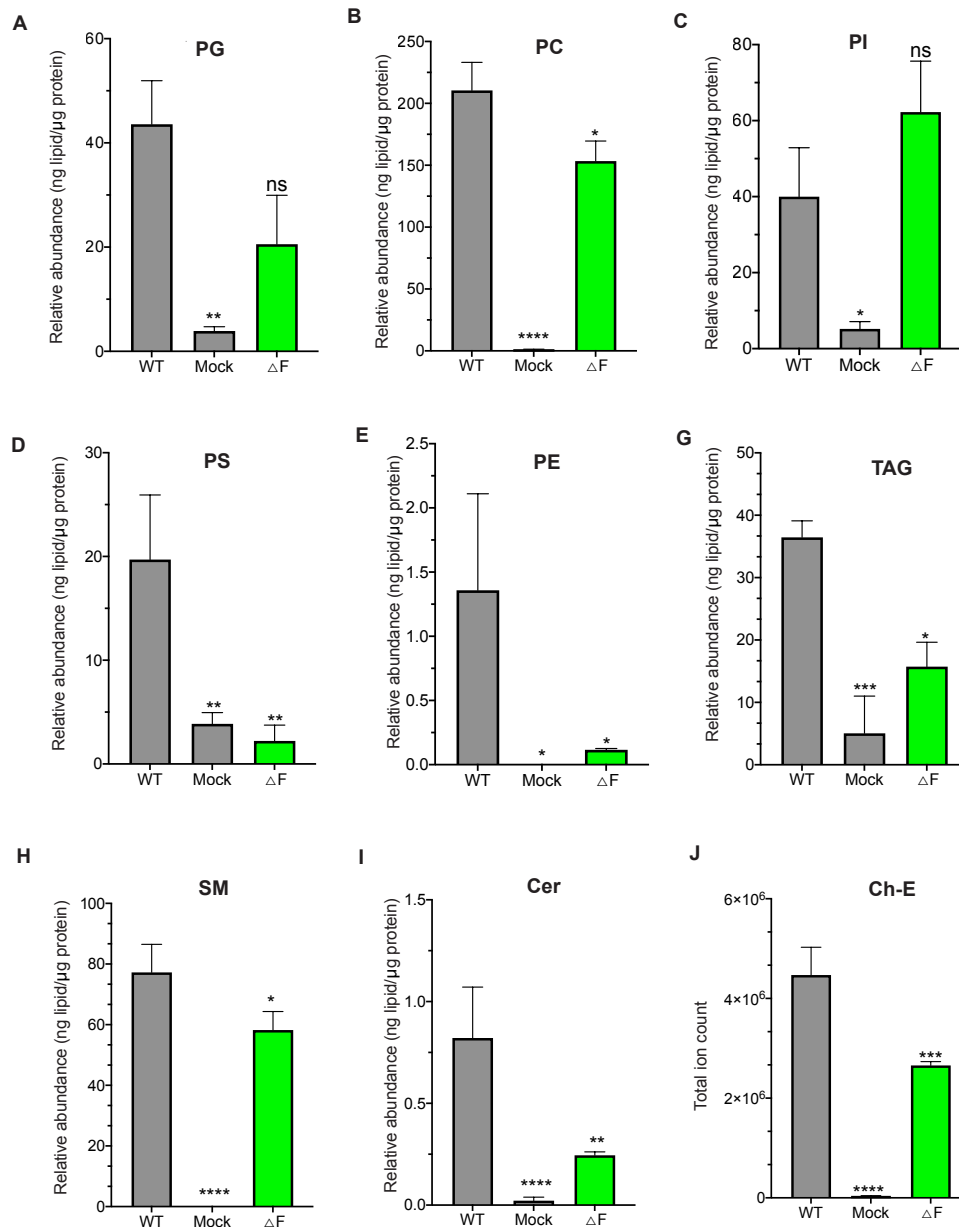 A
PG
Relative abundance (ng lipid/µg protein)
60
40
20
0
**
ns
WT Mock △F
B
PC
Relative abundance (ng lipid/µg protein)
250
200
150
100
50
0
****
*
WT Mock △F
C
PI
Relative abundance (ng lipid/µg protein)
80
60
40
20
0
*
ns
WT Mock △F
D
PS
Relative abundance (ng lipid/µg protein)
30
20
10
0
**
**
WT Mock △F
E
PE
Relative abundance (ng lipid/µg protein)
2.5
2.0
1.5
1.0
0.5
0.0
*
*
WT Mock △F
G
TAG
Relative abundance (ng lipid/µg protein)
50
40
30
20
10
0
***
*
WT Mock △F
H
SM
Relative abundance (ng lipid/µg protein)
100
80
60
40
20
0
****
*
WT Mock △F
I
Cer
Relative abundance (ng lipid/µg protein)
1.5
1.0
0.5
0.0
****
**
WT Mock △F
J
Ch-E
Total ion count
6×10⁶
4×10⁶
2×10⁶
0
****
***
WT Mock △F